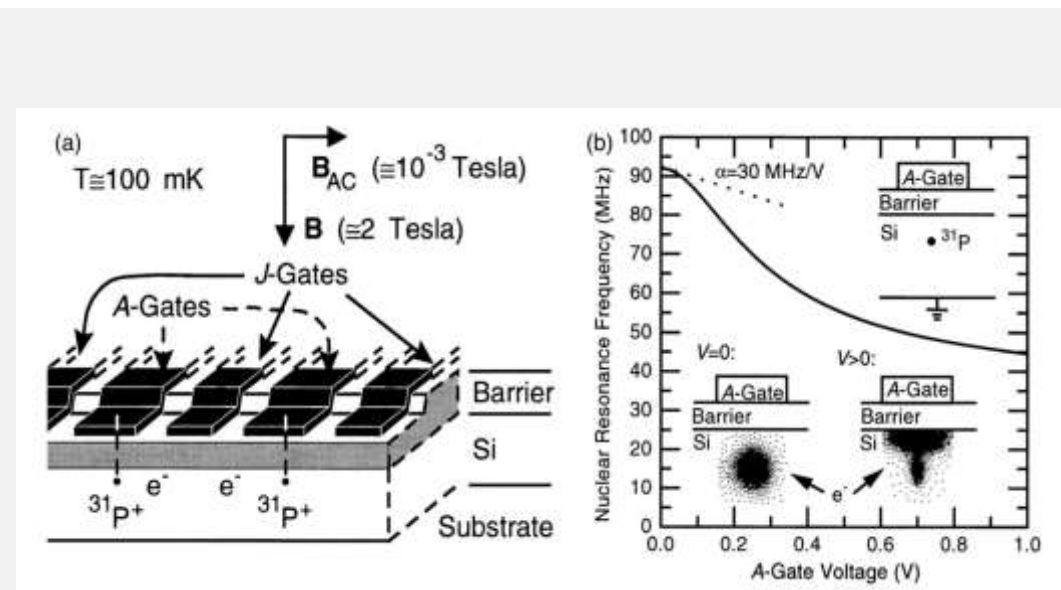 (a)
T≅100 mK
B_AC (≅10⁻³ Tesla)
B (≅2 Tesla)
J-Gates
A-Gates
Barrier
Si
Substrate
e⁻ e⁻
³¹P⁺ ³¹P⁺
(b)
Nuclear Resonance Frequency (MHz)
100
90
80
70
60
50
40
30
20
10
0
α=30 MHz/V
A-Gate
Barrier
Si
³¹P
V=0:
A-Gate
Barrier
Si
V>0:
A-Gate
Barrier
Si
e⁻
0.0 0.2 0.4 0.6 0.8 1.0
A-Gate Voltage (V)